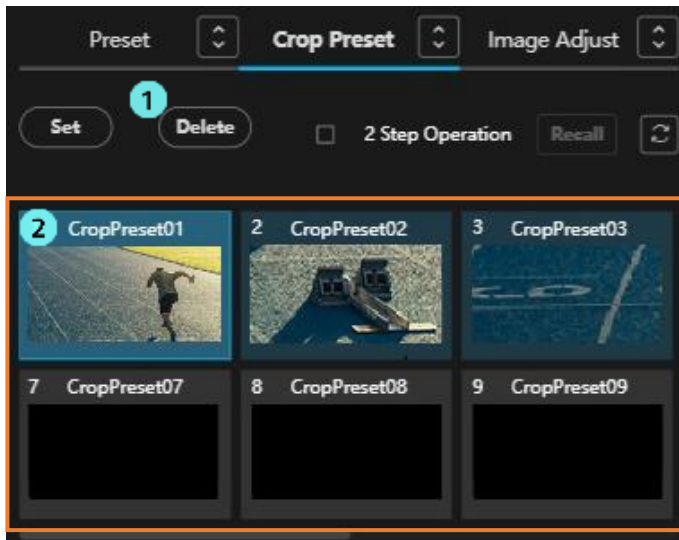 Preset Crop Preset Image Adjust
1
Set Delete 2 Step Operation Recall
2 CropPreset01 2 CropPreset02 3 CropPreset03
7 CropPreset07 8 CropPreset08 9 CropPreset09